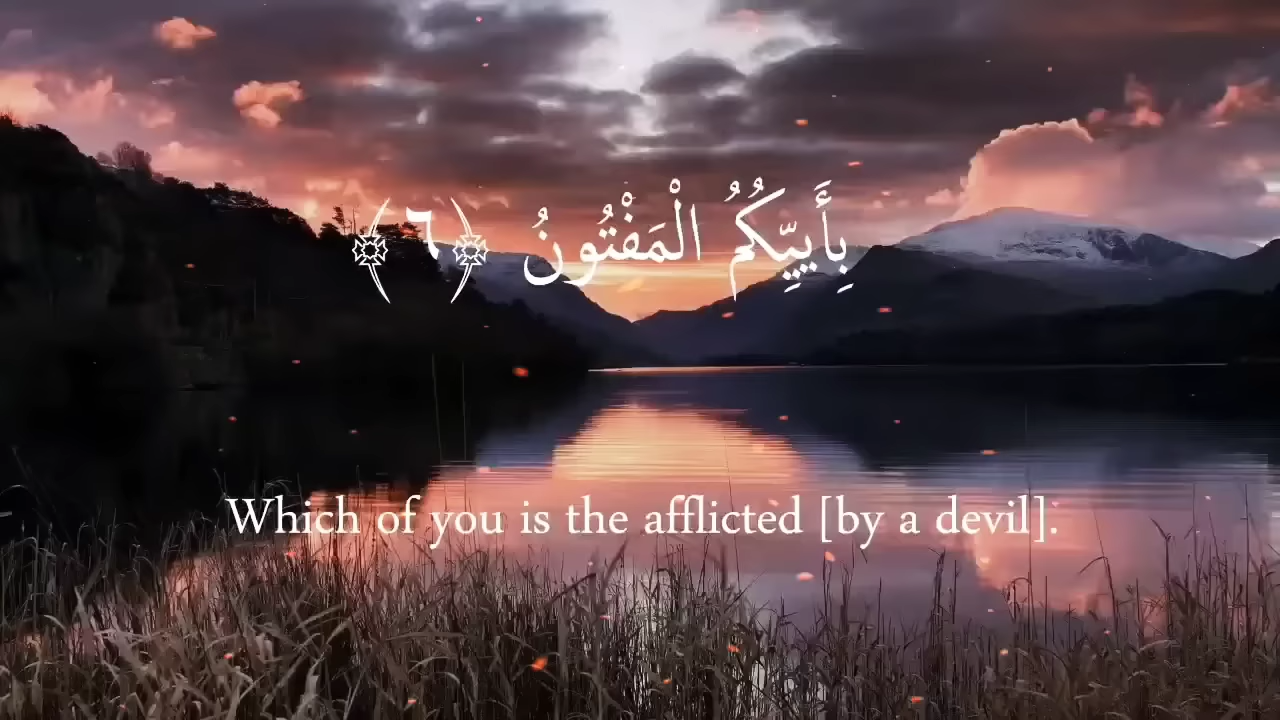 بِأَييِّكُمُ الْمَفْتُونُ ﴿٦﴾
Which of you is the afflicted [by a devil].